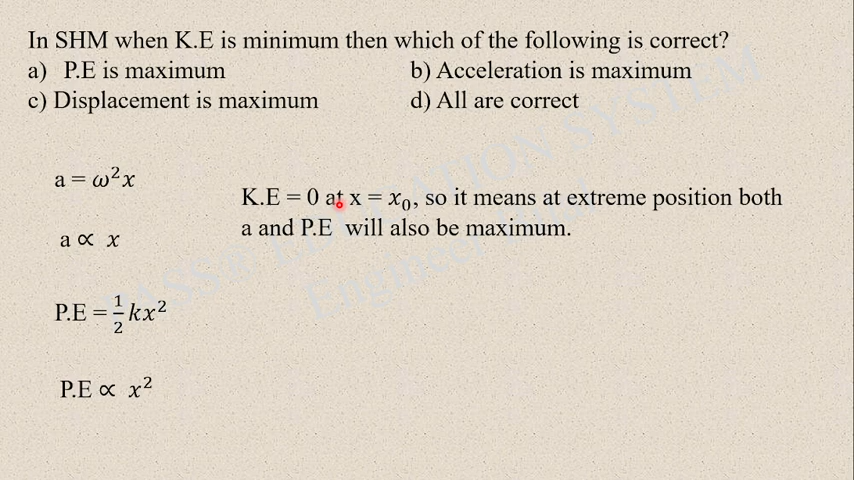 In SHM when K.E is minimum then which of the following is correct?
a) P.E is maximum b) Acceleration is maximum
c) Displacement is maximum d) All are correct
a = ω²x
K.E = 0 at x = x₀, so it means at extreme position both
a and P.E will also be maximum.
a ∝ x
P.E = 1/2 kx²
P.E ∝ x²